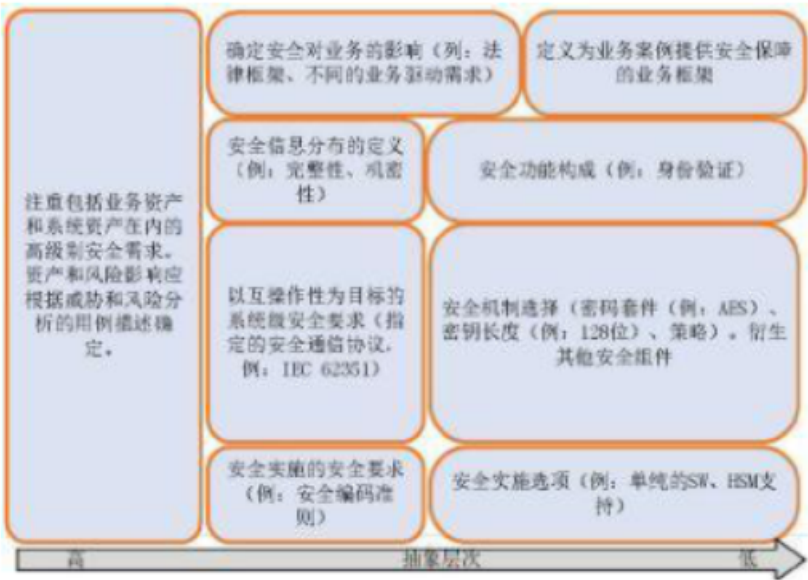 注重包括业务资产
和系统资产在内的
高级别安全需求。
资产和风险影响应
根据威胁和风险分
析的用例描述确
定。
确定安全对业务的影响（列：法
律框架、不同的业务驱动需求）
定义为业务案例提供安全保障
的业务框架
安全信息分布的定义
（例：完整性、机密
性）
安全功能构成（例：身份验证）
以互操作性为目标的
系统级安全要求（指
定的安全通信协议，
例：IEC 62351）
安全机制选择（密码套件（例：AES）、
密钥长度（例：128位）、策略）。衍生
其他安全组件
安全实施的安全要求
（例：安全编码准
则）
安全实施选项（例：单纯的SW、HSM支
持）
高 抽象层次 低